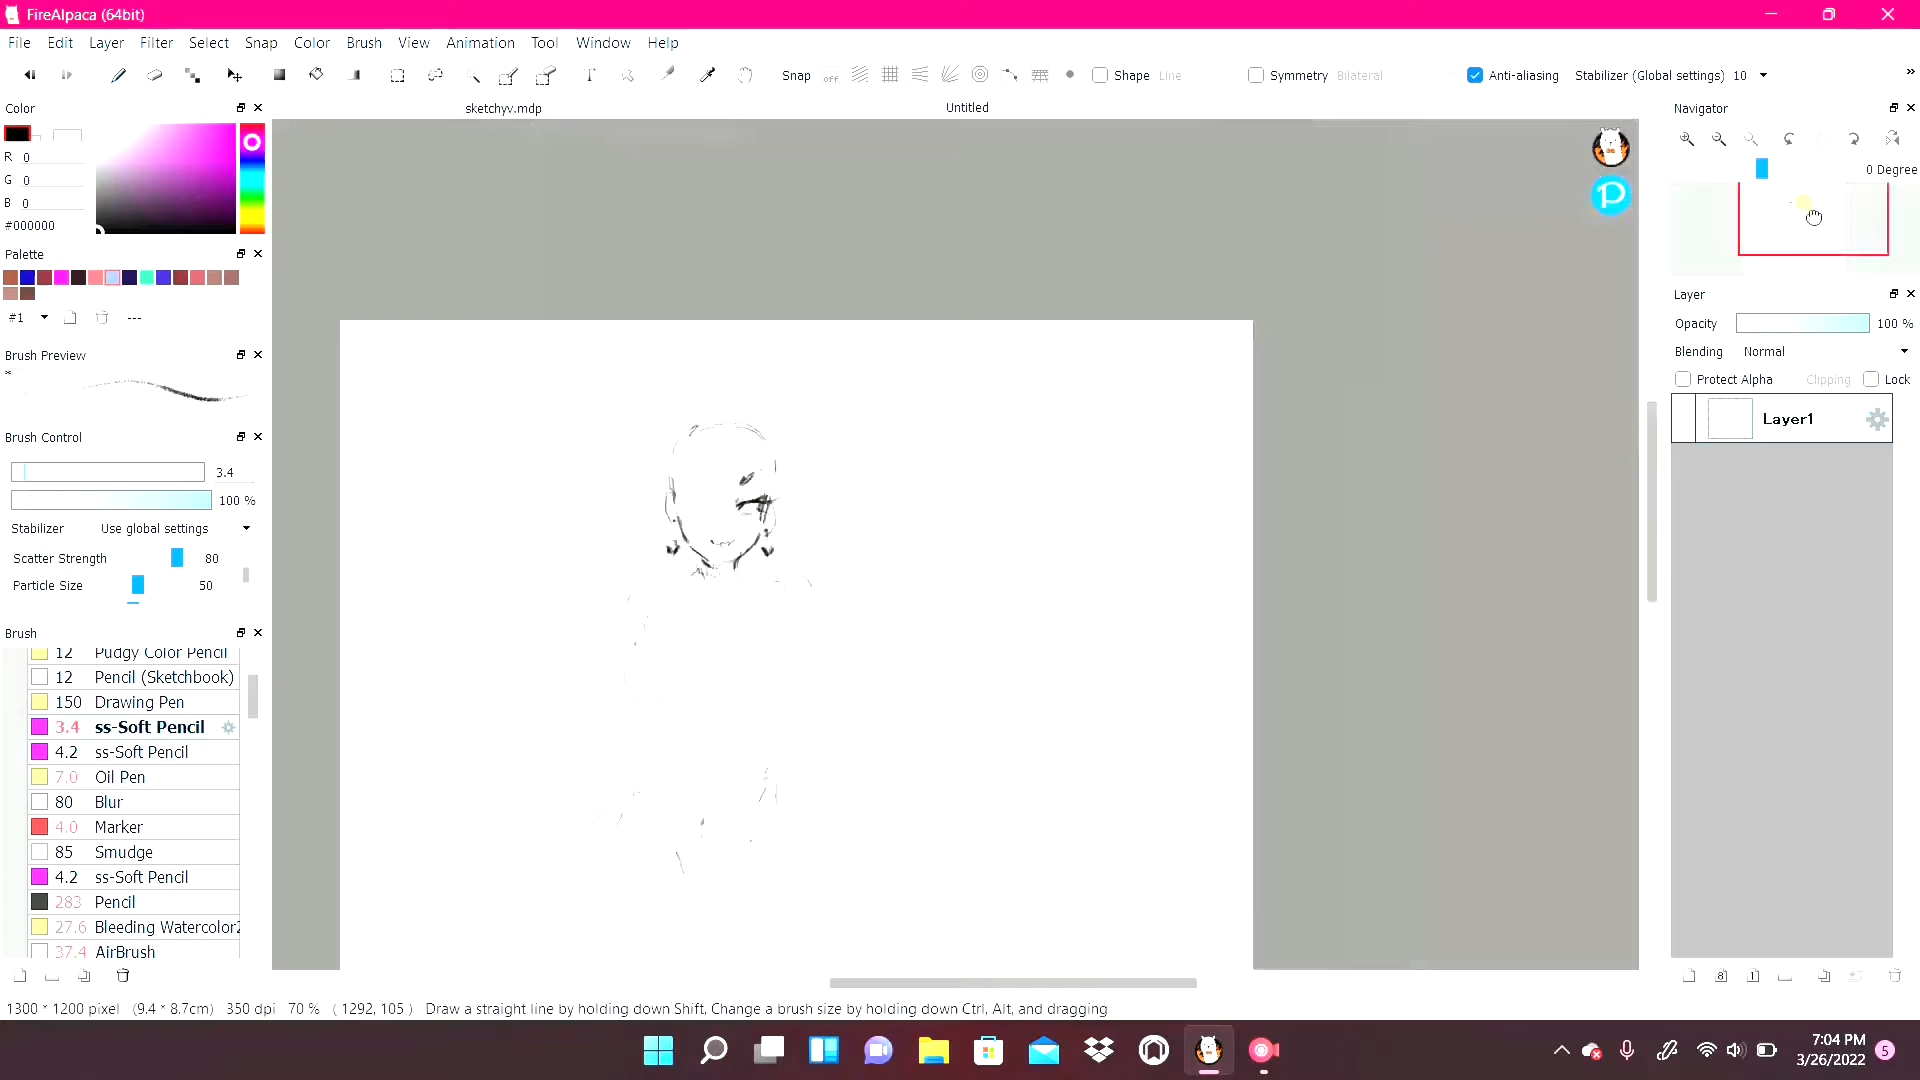 FireAlpaca (64bit)
File Edit Layer Filter Select Snap Color Brush View Animation Tool Window Help
Snap off Shape Line Symmetry Bilateral Anti-aliasing Stabilizer (Global settings) 10 »
Color sketchyv.mdp Untitled Navigator
R 0
G 0
B 0
#000000
0 Degree
Palette
#1 ---
Layer
Opacity 100 %
Blending Normal
Protect Alpha Clipping Lock
Layer1
Brush Preview
*
Brush Control
3.4
100 %
Stabilizer Use global settings
Scatter Strength 80
Particle Size 50
Brush
12 Pudgy Color Pencil
12 Pencil (Sketchbook)
150 Drawing Pen
3.4 ss-Soft Pencil
4.2 ss-Soft Pencil
7.0 Oil Pen
80 Blur
4.0 Marker
85 Smudge
4.2 ss-Soft Pencil
283 Pencil
27.6 Bleeding Watercolor2
37.4 AirBrush
1300 * 1200 pixel (9.4 * 8.7cm) 350 dpi 70 % ( 1292, 105 ) Draw a straight line by holding down Shift, Change a brush size by holding down Ctrl, Alt, and dragging
7:04 PM
3/26/2022
5